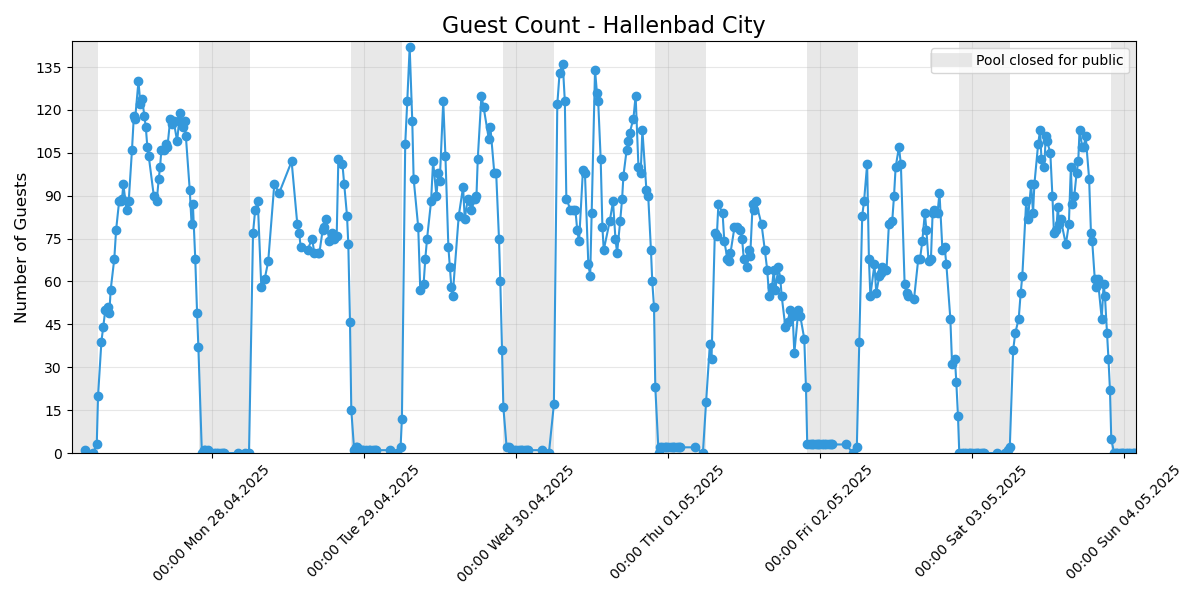 Guest Count - Hallenbad City
Pool closed for public
Number of Guests
135
120
105
90
75
60
45
30
15
0
00:00 Mon 28.04.2025
00:00 Tue 29.04.2025
00:00 Wed 30.04.2025
00:00 Thu 01.05.2025
00:00 Fri 02.05.2025
00:00 Sat 03.05.2025
00:00 Sun 04.05.2025